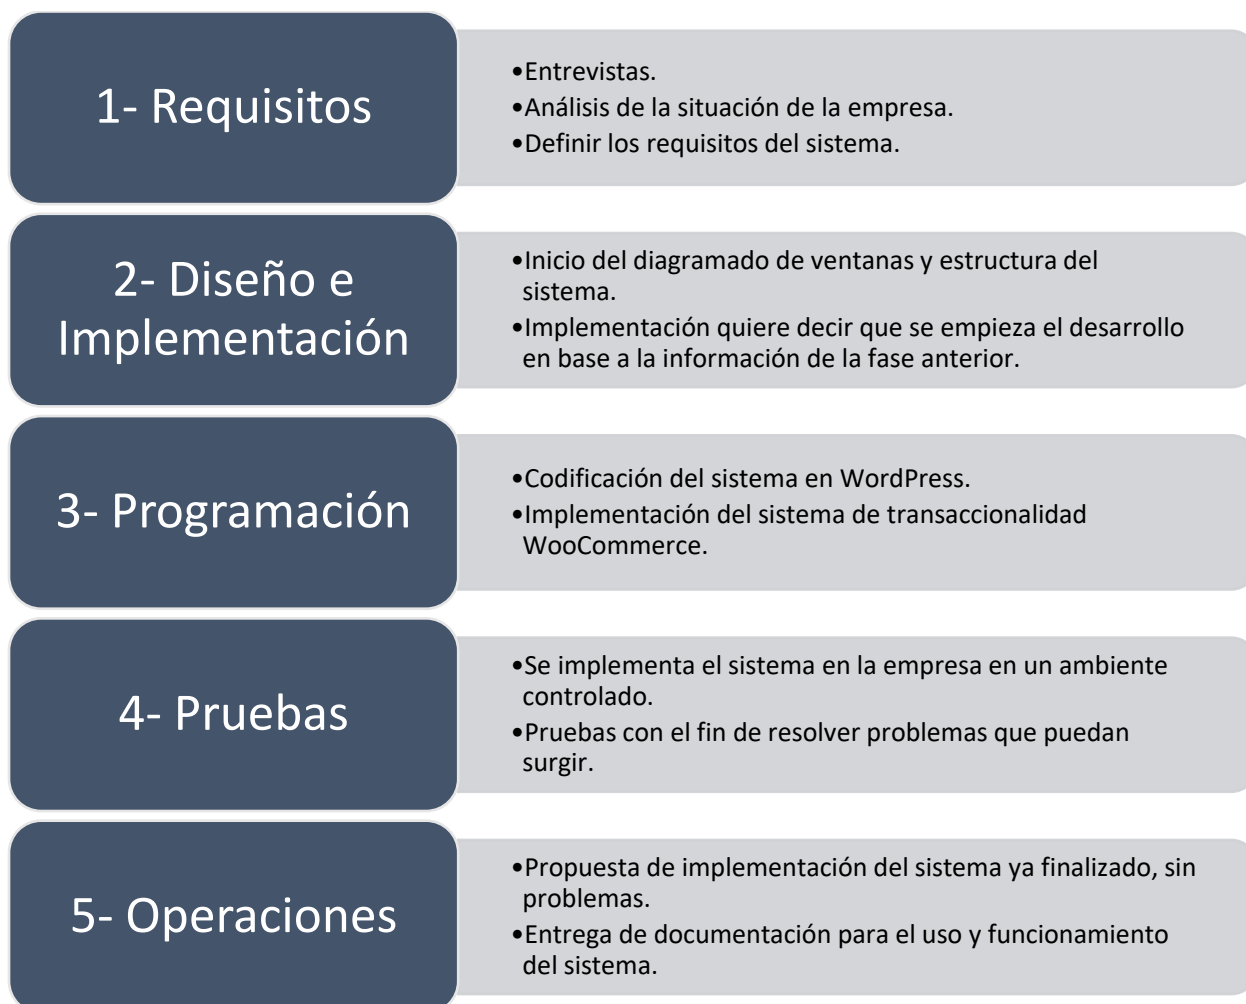 1- Requisitos
•Entrevistas.
•Análisis de la situación de la empresa.
•Definir los requisitos del sistema.
2- Diseño e
Implementación
•Inicio del diagramado de ventanas y estructura del
sistema.
•Implementación quiere decir que se empieza el desarrollo
en base a la información de la fase anterior.
3- Programación
•Codificación del sistema en WordPress.
•Implementación del sistema de transaccionalidad
WooCommerce.
4- Pruebas
•Se implementa el sistema en la empresa en un ambiente
controlado.
•Pruebas con el fin de resolver problemas que puedan
surgir.
5- Operaciones
•Propuesta de implementación del sistema ya finalizado, sin
problemas.
•Entrega de documentación para el uso y funcionamiento
del sistema.